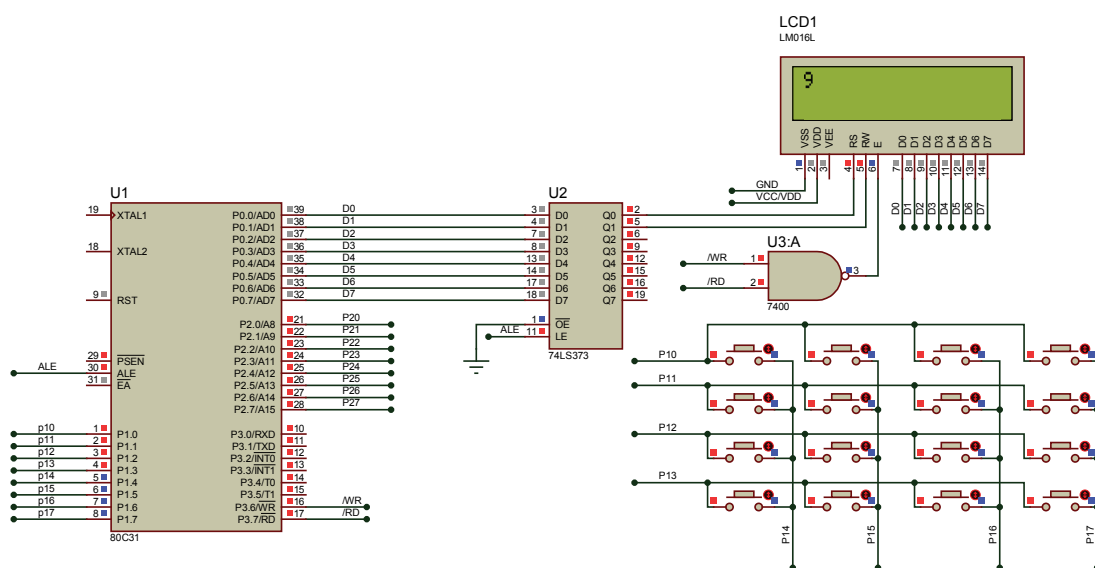 LCD1
LM016L
9
VSS VDD VEE RS RW E D0 D1 D2 D3 D4 D5 D6 D7
1 2 3 4 5 6 7 8 9 10 11 12 13 14
GND
VCC/VDD
D0 D1 D2 D3 D4 D5 D6 D7
U1
19 XTAL1
18 XTAL2
9 RST
29 PSEN
ALE 30 ALE
31 EA
p10 1 P1.0
p11 2 P1.1
p12 3 P1.2
p13 4 P1.3
p14 5 P1.4
p15 6 P1.5
p16 7 P1.6
p17 8 P1.7
P0.0/AD0 39 D0
P0.1/AD1 38 D1
P0.2/AD2 37 D2
P0.3/AD3 36 D3
P0.4/AD4 35 D4
P0.5/AD5 34 D5
P0.6/AD6 33 D6
P0.7/AD7 32 D7
P2.0/A8 21 P20
P2.1/A9 22 P21
P2.2/A10 23 P22
P2.3/A11 24 P23
P2.4/A12 25 P24
P2.5/A13 26 P25
P2.6/A14 27 P26
P2.7/A15 28 P27
P3.0/RXD 10
P3.1/TXD 11
P3.2/INT0 12
P3.3/INT1 13
P3.4/T0 14
P3.5/T1 15
P3.6/WR 16 /WR
P3.7/RD 17 /RD
80C31
U2
3 D0 Q0 2
4 D1 Q1 5
7 D2 Q2 6
8 D3 Q3 9
13 D4 Q4 12
14 D5 Q5 15
17 D6 Q6 16
18 D7 Q7 19
1 OE
ALE 11 LE
74LS373
U3:A
/WR 1
3
/RD 2
7400
P10
P11
P12
P13
P14 P15 P16 P17